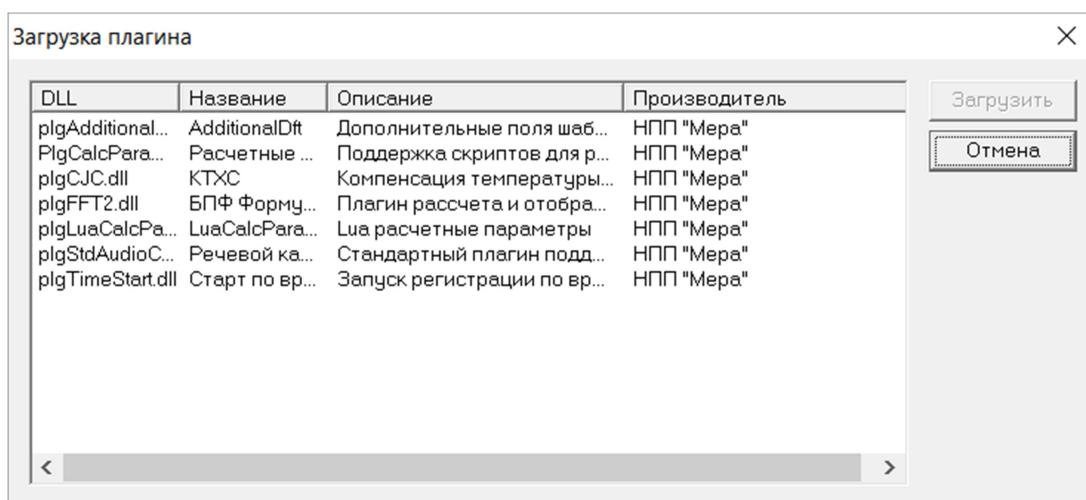 Загрузка плагина
DLL Название Описание Производитель
plgAdditional... AdditionalDft Дополнительные поля шаб... НПП "Мера"
PlgCalcPara... Расчетные ... Поддержка скриптов для р... НПП "Мера"
plgCJC.dll КТХС Компенсация температуры... НПП "Мера"
plgFFT2.dll БПФ Форму... Плагин рассчета и отобра... НПП "Мера"
plgLuaCalcPa... LuaCalcPara... Lua расчетные параметры НПП "Мера"
plgStdAudioC... Речевой ка... Стандартный плагин подд... НПП "Мера"
plgTimeStart.dll Старт по вр... Запуск регистрации по вр... НПП "Мера"
Загрузить
Отмена